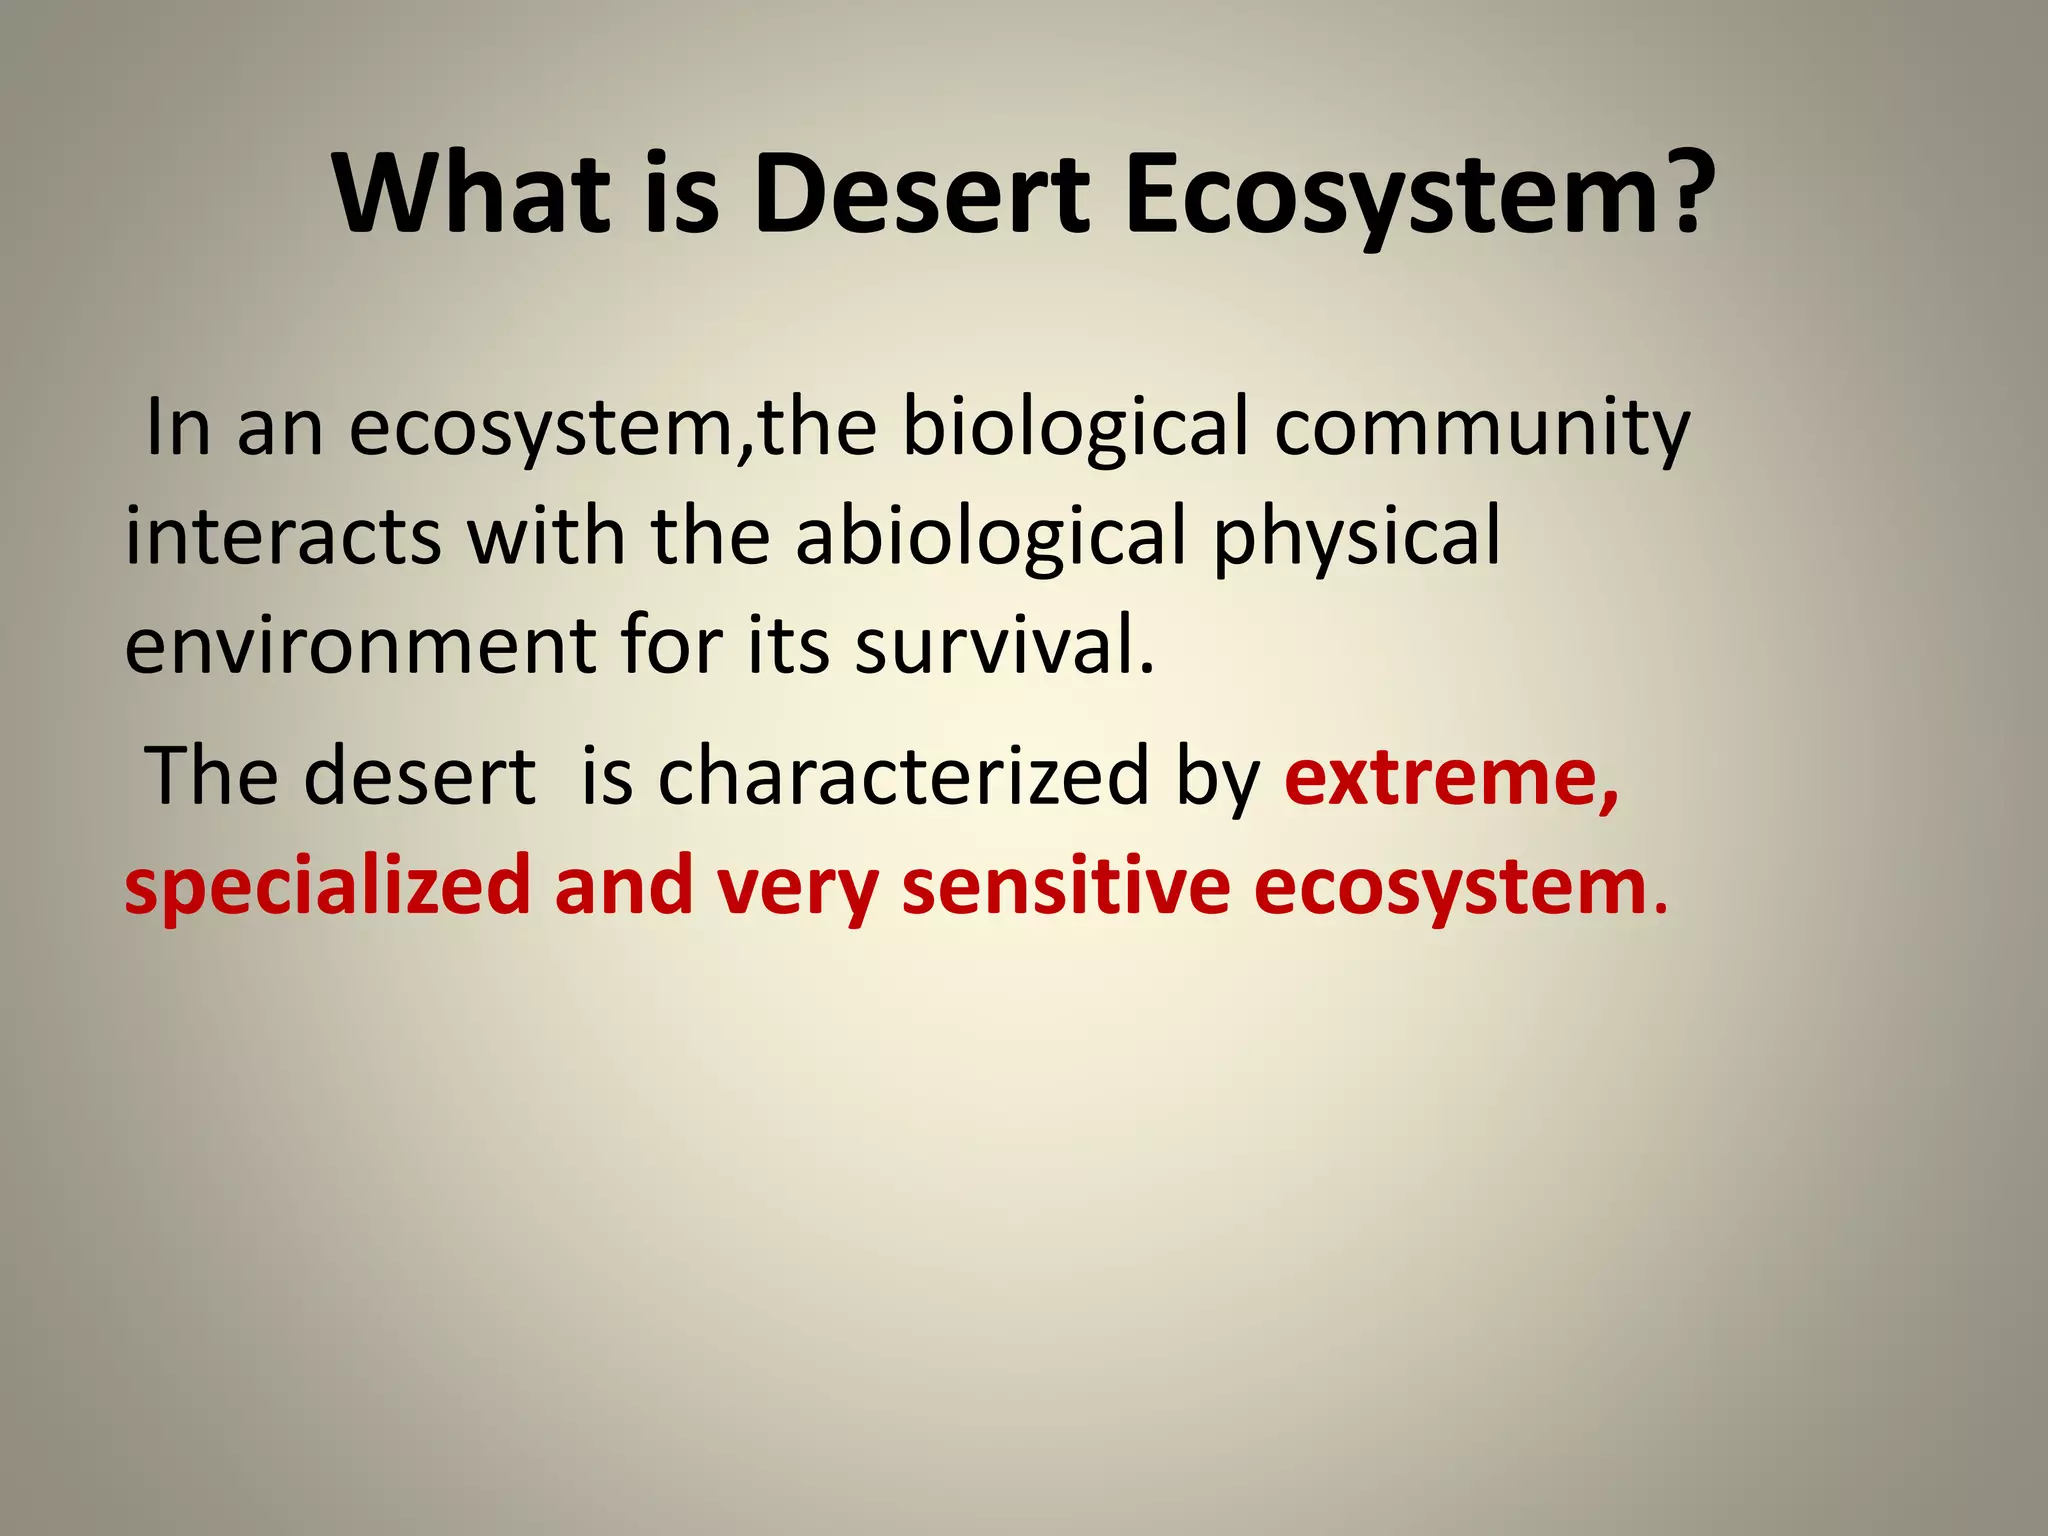 What is Desert Ecosystem?
In an ecosystem,the biological community
interacts with the abiological physical
environment for its survival.
The desert  is characterized by extreme,
specialized and very sensitive ecosystem.